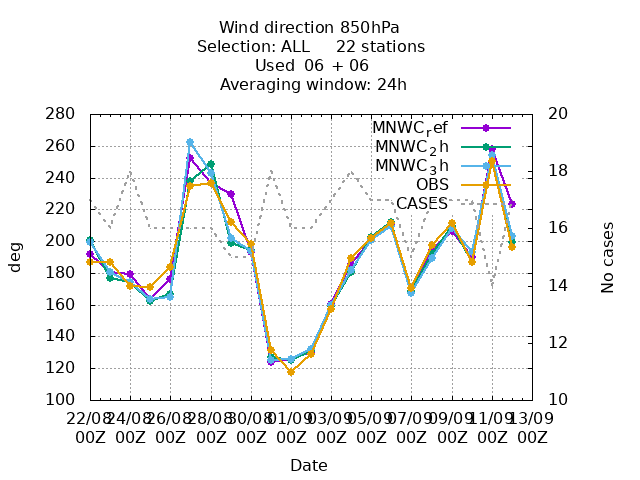 Wind direction 850hPa
Selection: ALL 22 stations
Used 06 + 06
Averaging window: 24h
280
260
240
220
200
180
160
140
120
100
deg
20
18
16
14
12
10
No cases
MNWC_ref
MNWC_2h
MNWC_3h
OBS
CASES
22/08 24/08 26/08 28/08 30/08 01/09 03/09 05/09 07/09 09/09 11/09 13/09
00Z 00Z 00Z 00Z 00Z 00Z 00Z 00Z 00Z 00Z 00Z 00Z
Date